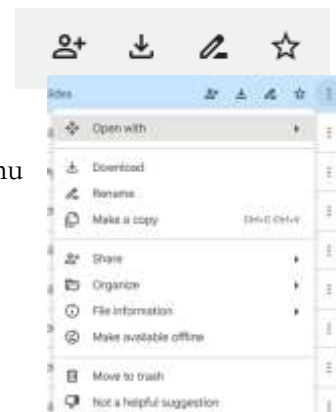 Open with
Download
nu
Rename
Make a copy
Share
Organize
File information
Make available offline
Move to trash
Not a helpful suggestion